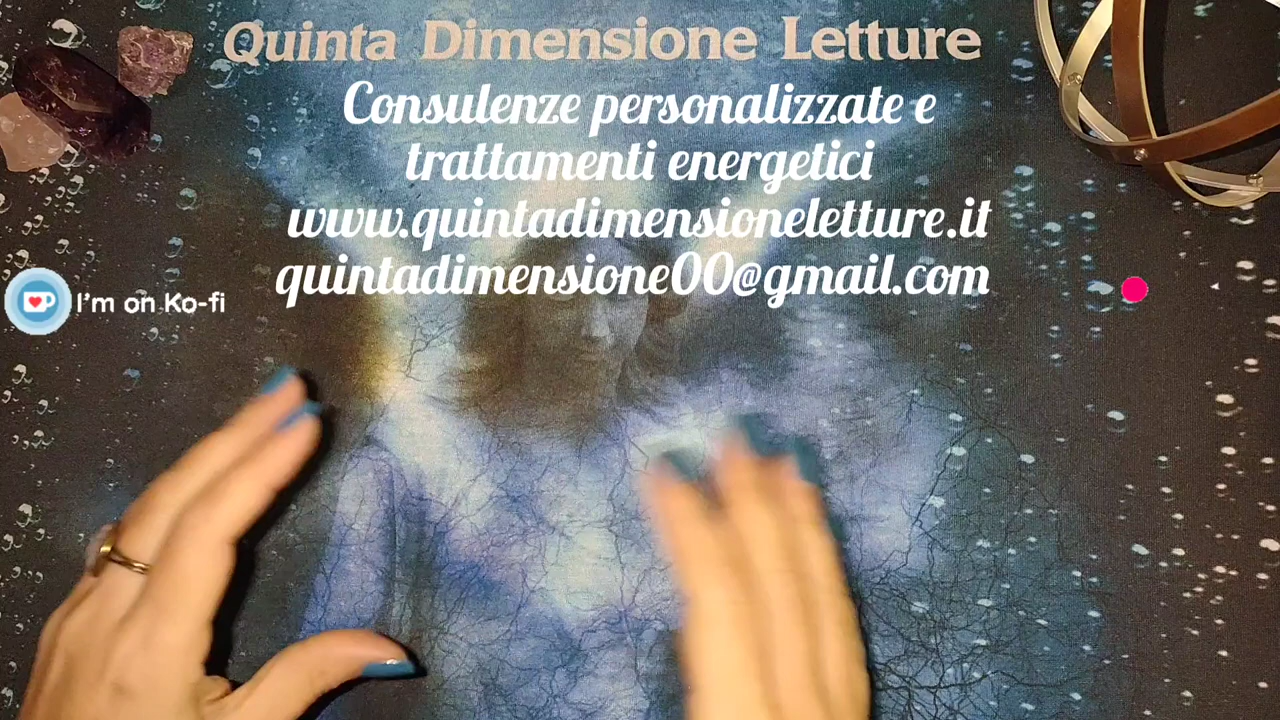 Quinta Dimensione Letture
Consulenze personalizzate e
trattamenti energetici
www.quintadimensioneletture.it
quintadimensione00@gmail.com
I'm on Ko-fi